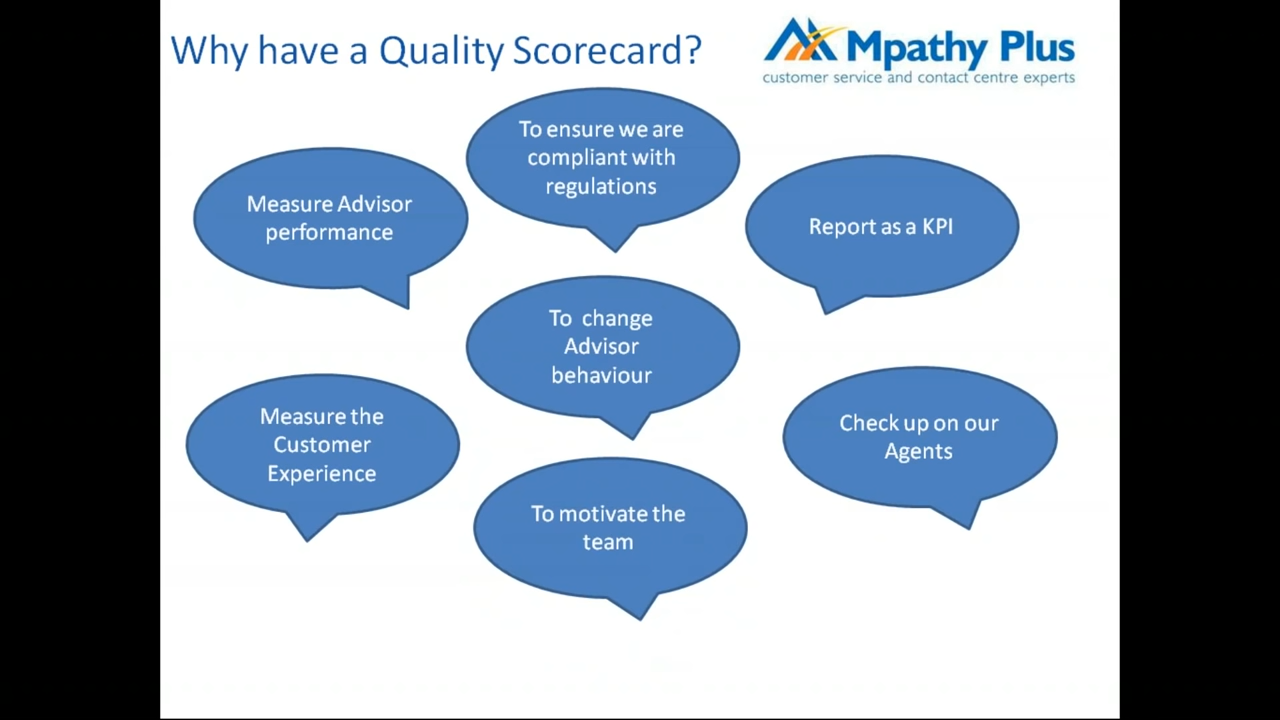 Why have a Quality Scorecard?
Mpathy Plus
customer service and contact centre experts
To ensure we are
compliant with
regulations
Measure Advisor
performance
Report as a KPI
To change
Advisor
behaviour
Measure the
Customer
Experience
Check up on our
Agents
To motivate the
team